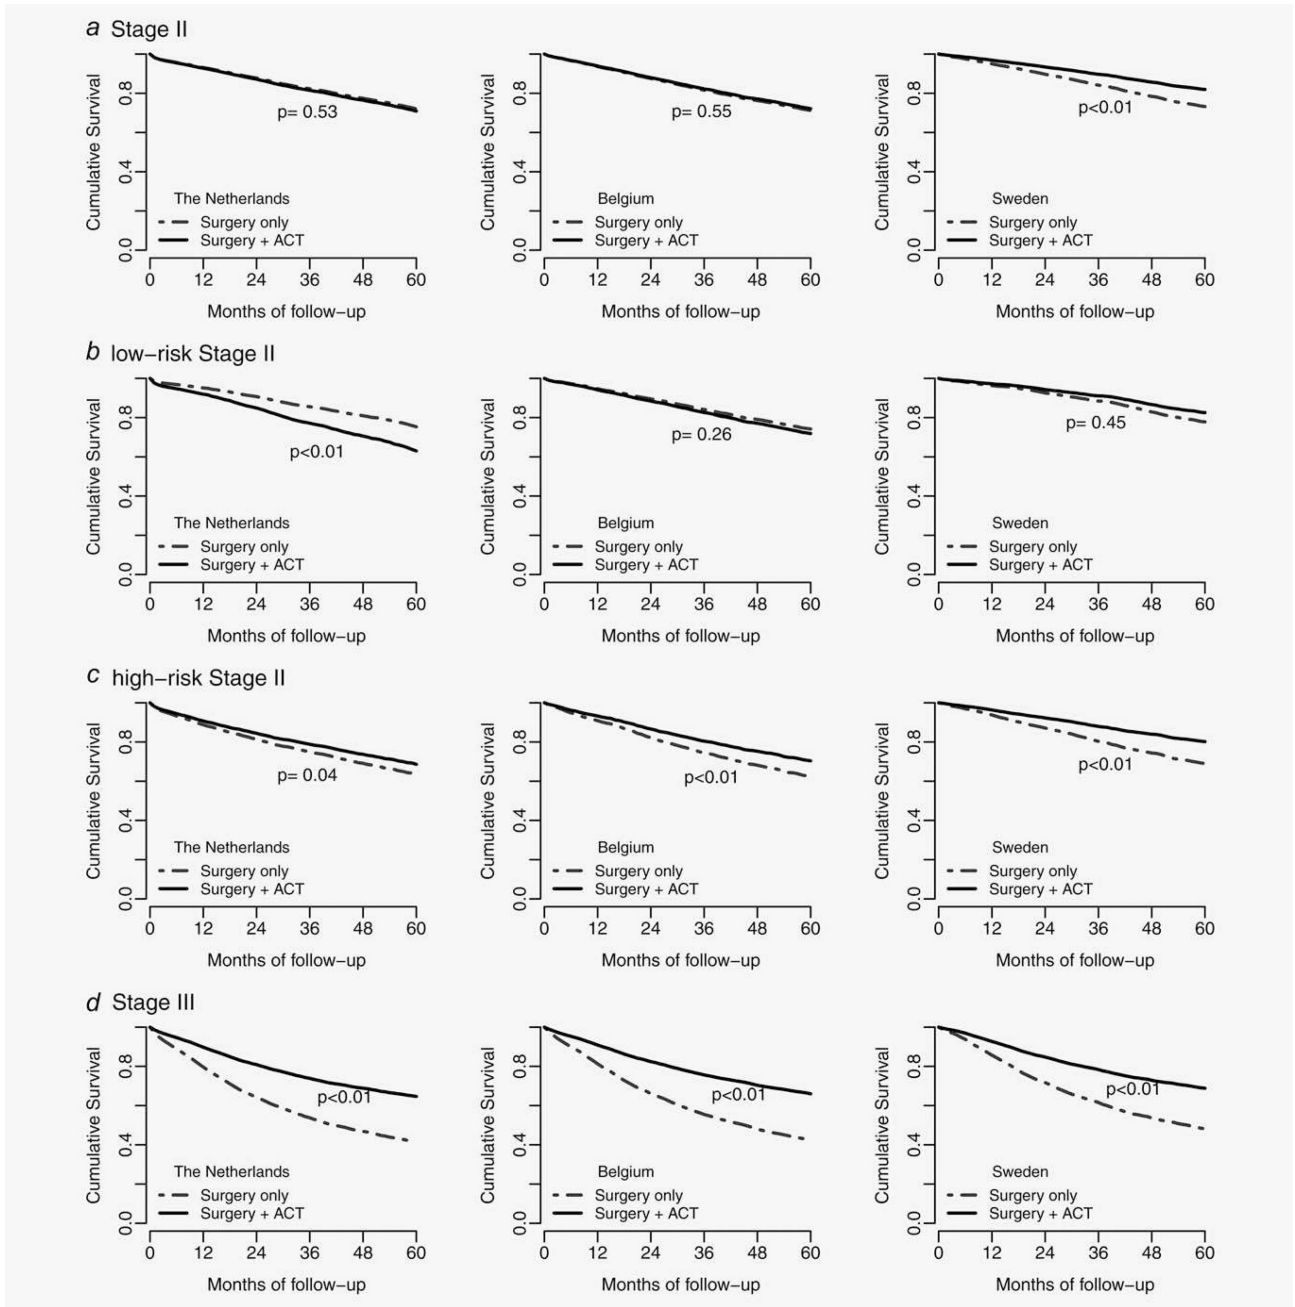 a Stage II
Cumulative Survival
0.0 0.4 0.8
p= 0.53
The Netherlands
Surgery only
Surgery + ACT
0 12 24 36 48 60
Months of follow-up
Cumulative Survival
0.0 0.4 0.8
p= 0.55
Belgium
Surgery only
Surgery + ACT
0 12 24 36 48 60
Months of follow-up
Cumulative Survival
0.0 0.4 0.8
p<0.01
Sweden
Surgery only
Surgery + ACT
0 12 24 36 48 60
Months of follow-up
b low-risk Stage II
Cumulative Survival
0.0 0.4 0.8
p<0.01
The Netherlands
Surgery only
Surgery + ACT
0 12 24 36 48 60
Months of follow-up
Cumulative Survival
0.0 0.4 0.8
p= 0.26
Belgium
Surgery only
Surgery + ACT
0 12 24 36 48 60
Months of follow-up
Cumulative Survival
0.0 0.4 0.8
p= 0.45
Sweden
Surgery only
Surgery + ACT
0 12 24 36 48 60
Months of follow-up
c high-risk Stage II
Cumulative Survival
0.0 0.4 0.8
p= 0.04
The Netherlands
Surgery only
Surgery + ACT
0 12 24 36 48 60
Months of follow-up
Cumulative Survival
0.0 0.4 0.8
p<0.01
Belgium
Surgery only
Surgery + ACT
0 12 24 36 48 60
Months of follow-up
Cumulative Survival
0.0 0.4 0.8
p<0.01
Sweden
Surgery only
Surgery + ACT
0 12 24 36 48 60
Months of follow-up
d Stage III
Cumulative Survival
0.0 0.4 0.8
p<0.01
The Netherlands
Surgery only
Surgery + ACT
0 12 24 36 48 60
Months of follow-up
Cumulative Survival
0.0 0.4 0.8
p<0.01
Belgium
Surgery only
Surgery + ACT
0 12 24 36 48 60
Months of follow-up
Cumulative Survival
0.0 0.4 0.8
p<0.01
Sweden
Surgery only
Surgery + ACT
0 12 24 36 48 60
Months of follow-up